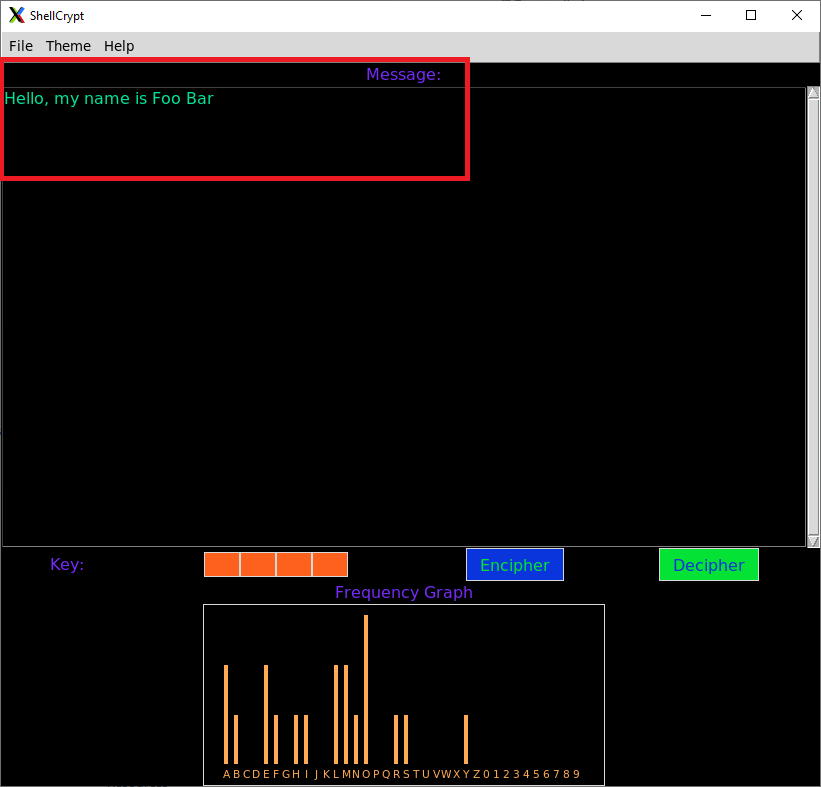 ShellCrypt
File Theme Help
Message:
Hello, my name is Foo Bar
Key:
Encipher
Decipher
Frequency Graph
A B C D E F G H I J K L M N O P Q R S T U V W X Y Z 0 1 2 3 4 5 6 7 8 9